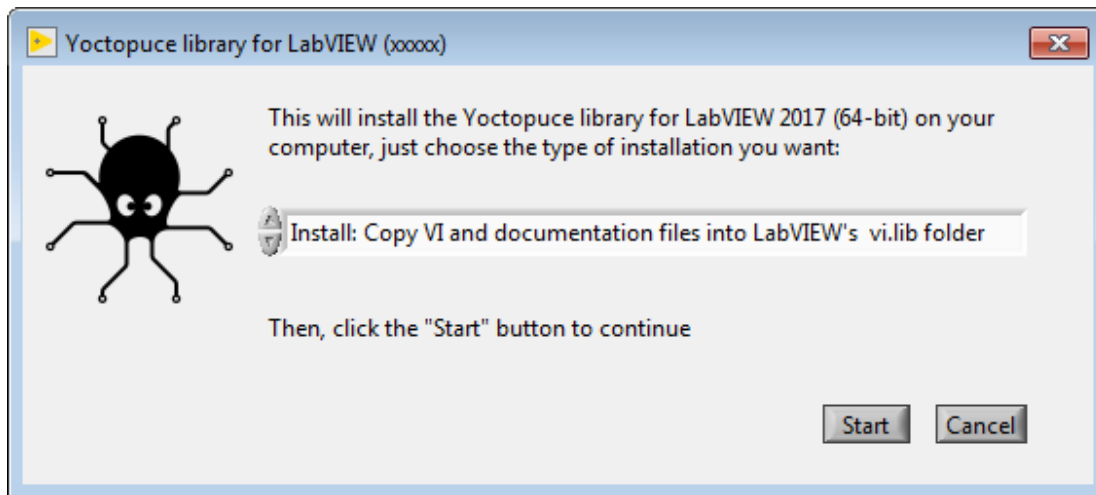 Yoctopuce library for LabVIEW (xxxxx)
This will install the Yoctopuce library for LabVIEW 2017 (64-bit) on your
computer, just choose the type of installation you want:
Install: Copy VI and documentation files into LabVIEW's  vi.lib folder
Then, click the "Start" button to continue
Start
Cancel